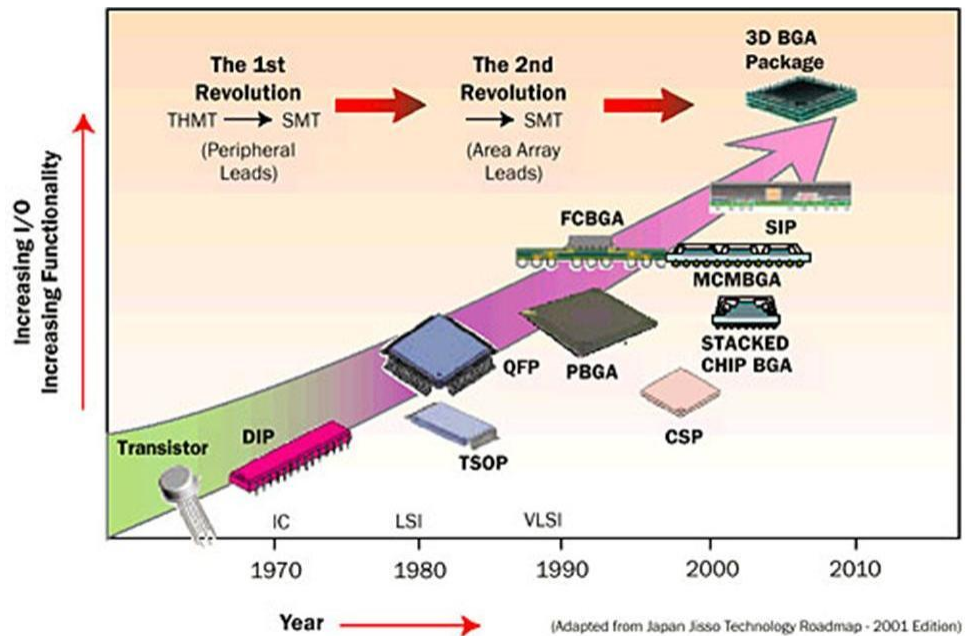 The 1st
Revolution
THMT → SMT
(Peripheral
Leads)
The 2nd
Revolution
→ SMT
(Area Array
Leads)
3D BGA
Package
Increasing I/O
Increasing Functionality
FCBGA
SIP
MCMBGA
STACKED
CHIP BGA
QFP
PBGA
CSP
TSOP
Transistor
DIP
IC
LSI
VLSI
1970
1980
1990
2000
2010
Year
(Adapted from Japan Jisso Technology Roadmap - 2001 Edition)